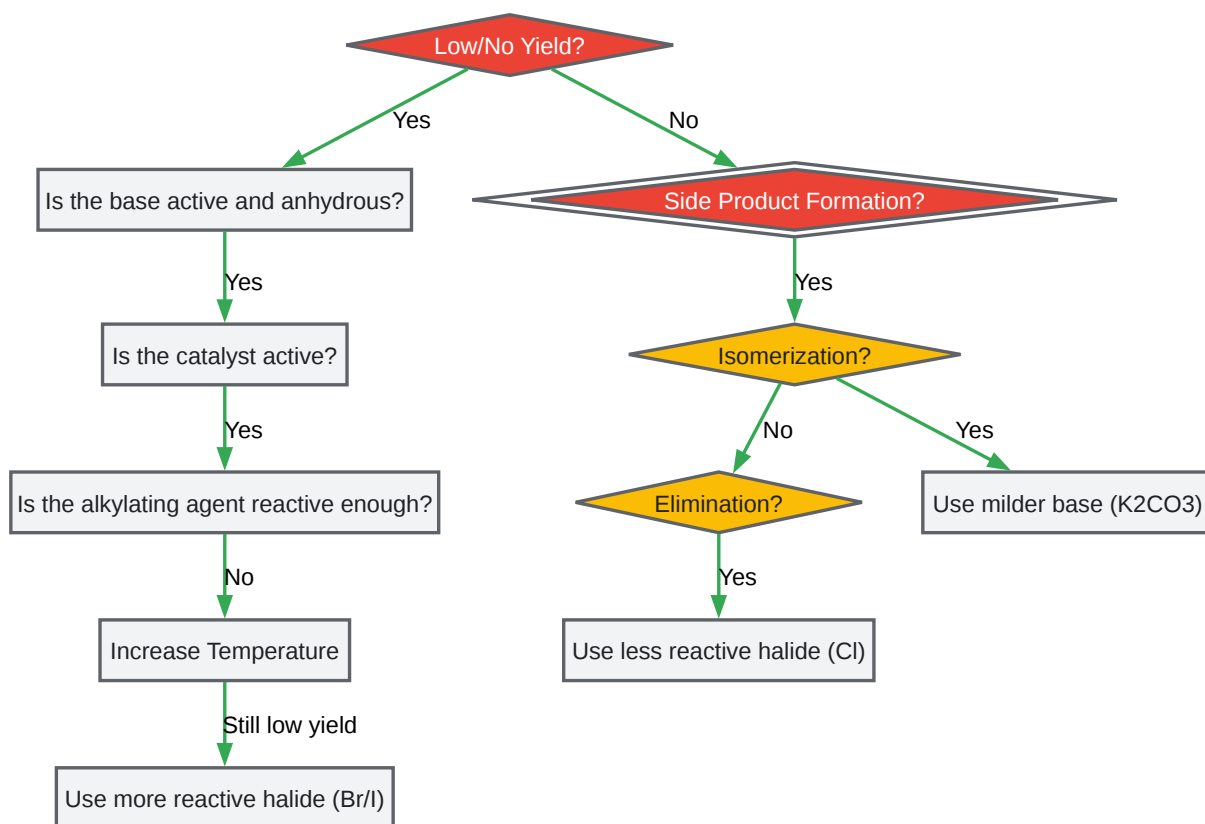 Low/No Yield?
Yes
No
Is the base active and anhydrous?
Side Product Formation?
Yes
Yes
Is the catalyst active?
Isomerization?
Yes
No
Yes
Is the alkylating agent reactive enough?
Elimination?
Use milder base (K2CO3)
No
Yes
Increase Temperature
Use less reactive halide (Cl)
Still low yield
Use more reactive halide (Br/I)